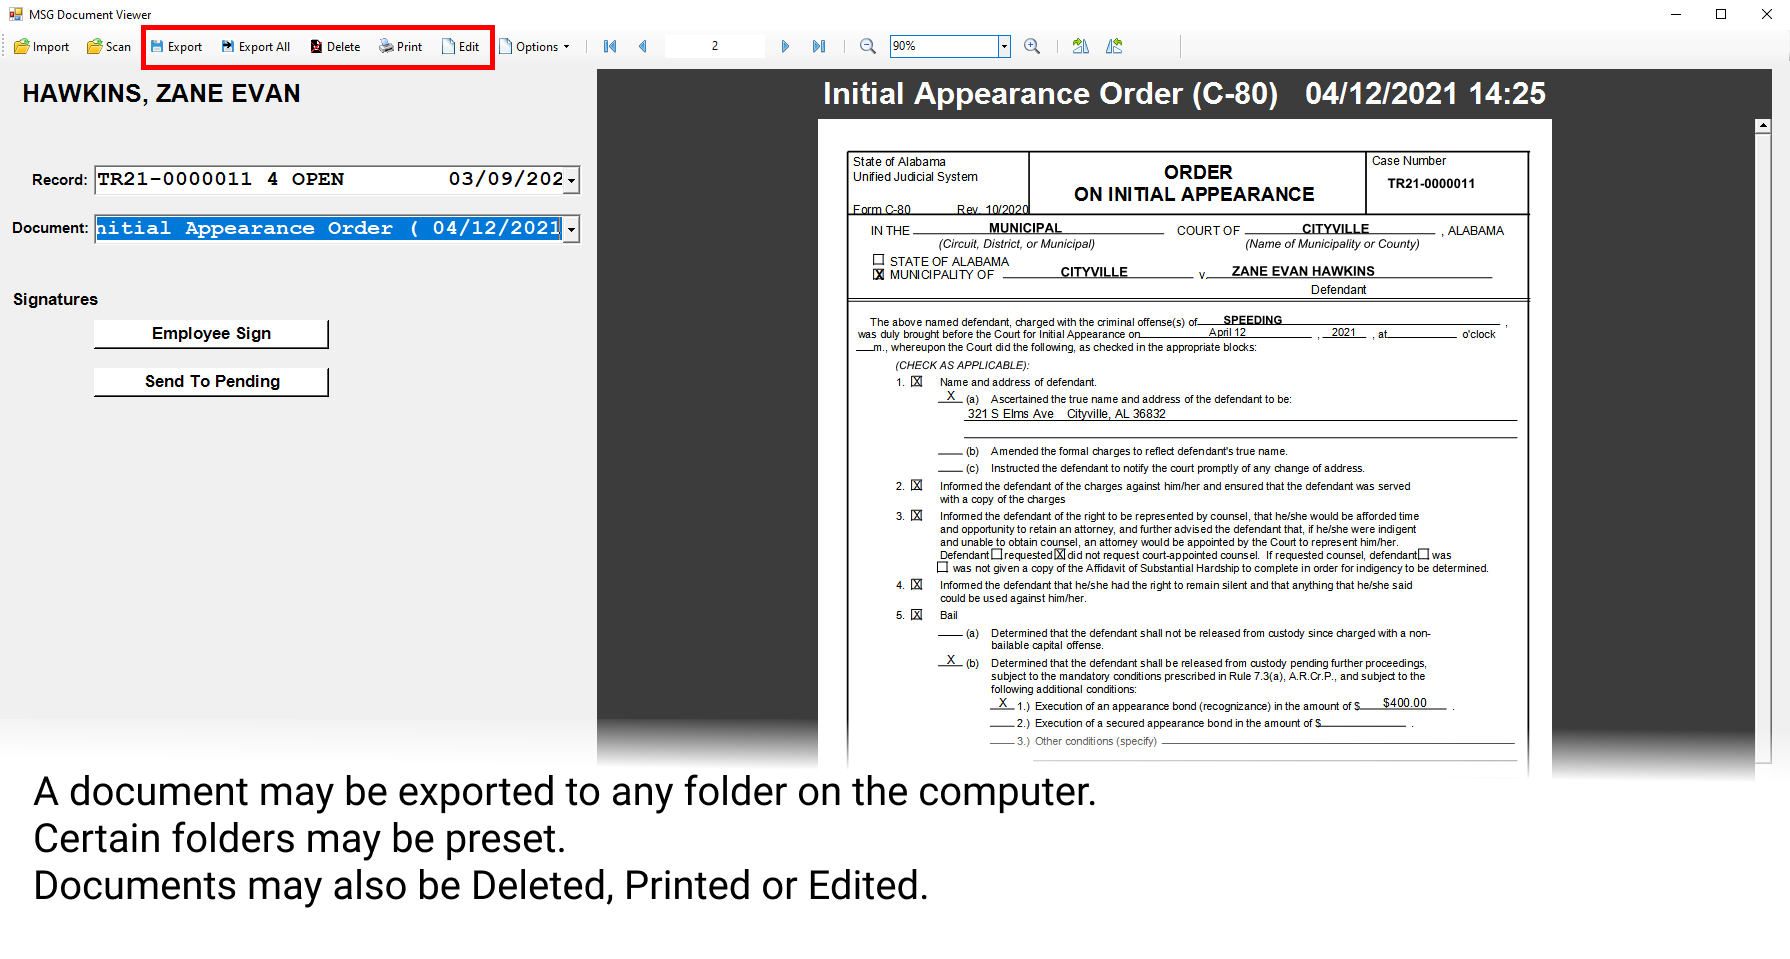 MSG Document Viewer
Import Scan Export Export All Delete Print Edit Options 2 90%
HAWKINS, ZANE EVAN
Record: TR21-0000011 4 OPEN 03/09/202
Document: nitial Appearance Order ( 04/12/2021
Signatures
Employee Sign
Send To Pending
Initial Appearance Order (C-80) 04/12/2021 14:25
State of Alabama
Unified Judicial System
Form C-80 Rev. 10/2020
ORDER
ON INITIAL APPEARANCE
Case Number
TR21-0000011
IN THE MUNICIPAL COURT OF CITYVILLE , ALABAMA
(Circuit, District, or Municipal) (Name of Municipality or County)
STATE OF ALABAMA
X MUNICIPALITY OF CITYVILLE v. ZANE EVAN HAWKINS
Defendant
The above named defendant, charged with the criminal offense(s) of SPEEDING ,
was duly brought before the Court for Initial Appearance on April 12 , 2021 , at o'clock
m., whereupon the Court did the following, as checked in the appropriate blocks:
(CHECK AS APPLICABLE):
1. X Name and address of defendant.
X (a) Ascertained the true name and address of the defendant to be:
321 S Elms Ave Cityville, AL 36832
(b) Amended the formal charges to reflect defendant's true name.
(c) Instructed the defendant to notify the court promptly of any change of address.
2. X Informed the defendant of the charges against him/her and ensured that the defendant was served
with a copy of the charges
3. X Informed the defendant of the right to be represented by counsel, that he/she would be afforded time
and opportunity to retain an attorney, and further advised the defendant that, if he/she were indigent
and unable to obtain counsel, an attorney would be appointed by the Court to represent him/her.
Defendant requested X did not request court-appointed counsel. If requested counsel, defendant was
was not given a copy of the Affidavit of Substantial Hardship to complete in order for indigency to be determined.
4. X Informed the defendant that he/she had the right to remain silent and that anything that he/she said
could be used against him/her.
5. X Bail
(a) Determined that the defendant shall not be released from custody since charged with a non-
bailable capital offense.
X (b) Determined that the defendant shall be released from custody pending further proceedings,
subject to the mandatory conditions prescribed in Rule 7.3(a), A.R.Cr.P., and subject to the
following additional conditions:
X 1.) Execution of an appearance bond (recognizance) in the amount of $ $400.00 .
2.) Execution of a secured appearance bond in the amount of $ .
3.) Other conditions (specify)
A document may be exported to any folder on the computer.
Certain folders may be preset.
Documents may also be Deleted, Printed or Edited.